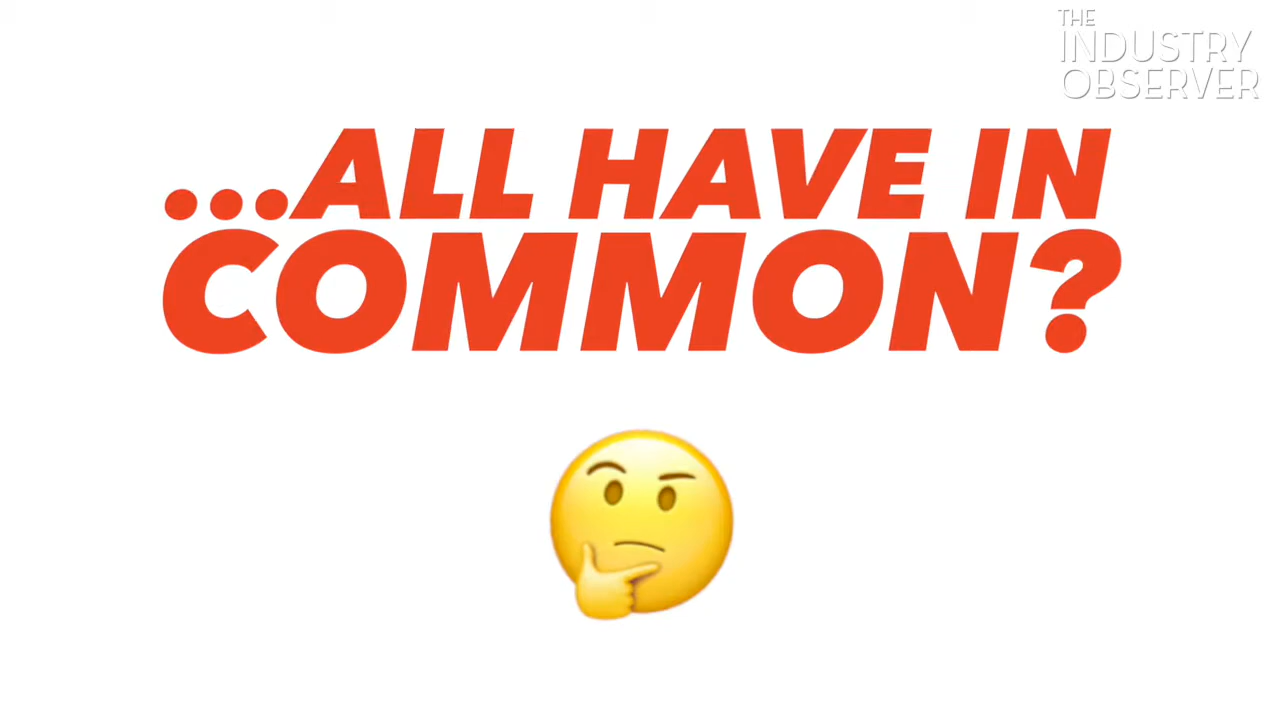 THE
INDUSTRY
OBSERVER
...ALL HAVE IN
COMMON?